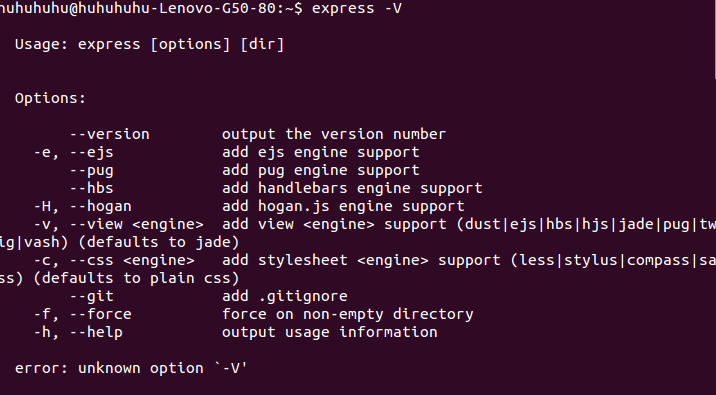 huhuhuhu@huhuhuhu-Lenovo-G50-80:~$ express -V
Usage: express [options] [dir]
Options:
--version output the version number
-e, --ejs add ejs engine support
--pug add pug engine support
--hbs add handlebars engine support
-H, --hogan add hogan.js engine support
-v, --view <engine> add view <engine> support (dust|ejs|hbs|hjs|jade|pug|tw
ig|vash) (defaults to jade)
-c, --css <engine> add stylesheet <engine> support (less|stylus|compass|sa
ss) (defaults to plain css)
--git add .gitignore
-f, --force force on non-empty directory
-h, --help output usage information
error: unknown option `-V'